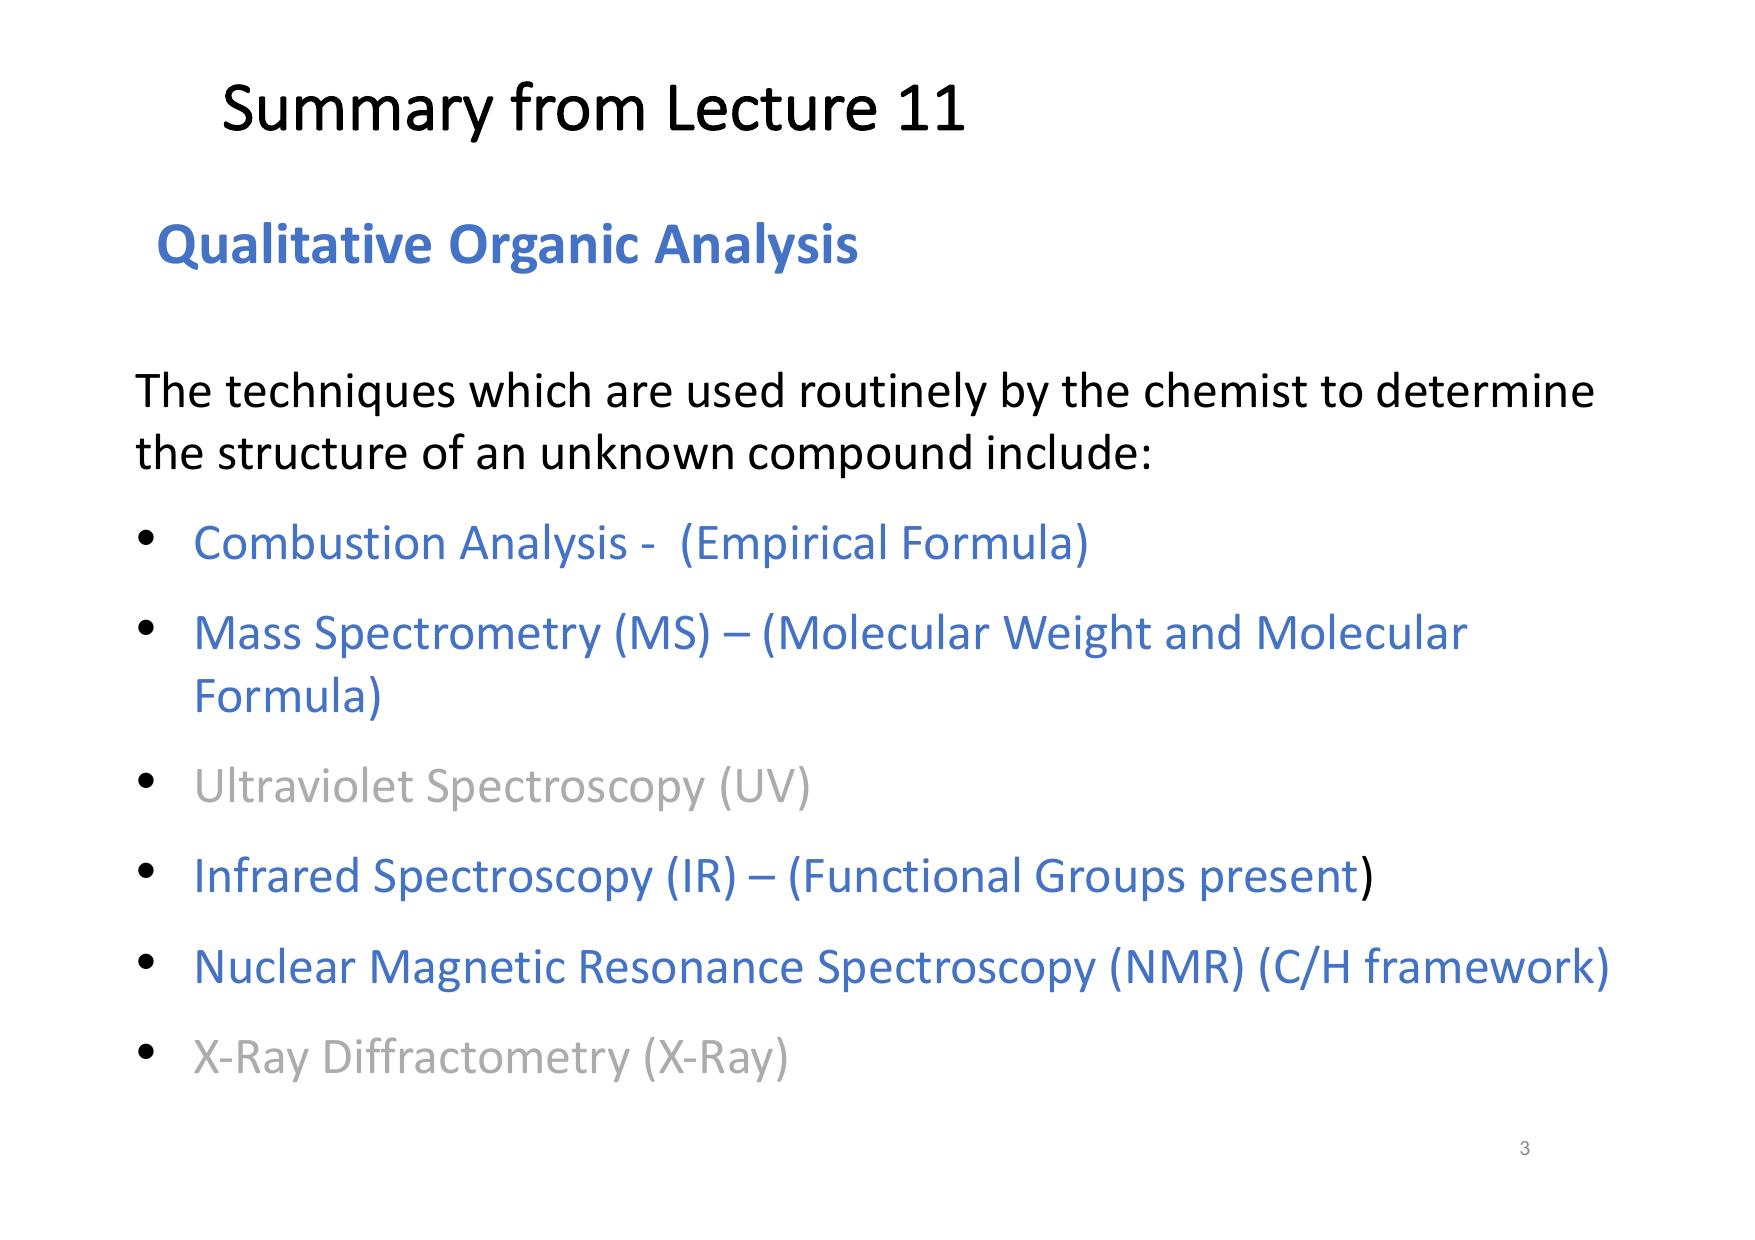 Summary from Lecture 11
Qualitative Organic Analysis
The techniques which are used routinely by the chemist to determine
the structure of an unknown compound include:
• Combustion Analysis -  (Empirical Formula)
• Mass Spectrometry (MS) – (Molecular Weight and Molecular
Formula)
• Ultraviolet Spectroscopy (UV)
• Infrared Spectroscopy (IR) – (Functional Groups present)
• Nuclear Magnetic Resonance Spectroscopy (NMR) (C/H framework)
• X-Ray Diffractometry (X-Ray)
3